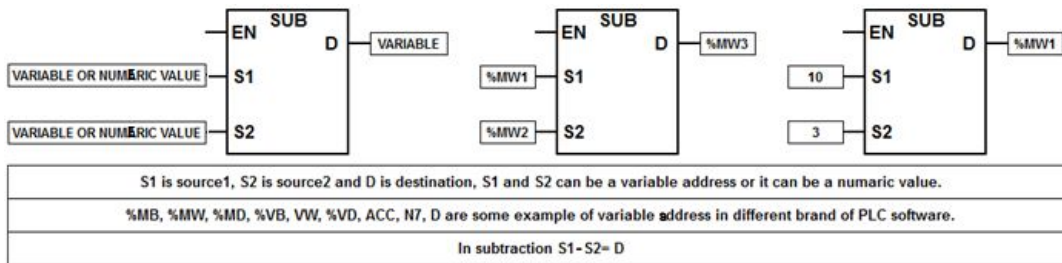 SUB
EN
D
VARIABLE
VARIABLE OR NUMERIC VALUE
S1
VARIABLE OR NUMERIC VALUE
S2
SUB
EN
D
%MW3
%MW1
S1
%MW2
S2
SUB
EN
D
%MW1
10
S1
3
S2
S1 is source1, S2 is source2 and D is destination, S1 and S2 can be a variable address or it can be a numaric value.
%MB, %MW, %MD, %VB, VW, %VD, ACC, N7, D are some example of variable address in different brand of PLC software.
In subtraction S1-S2= D